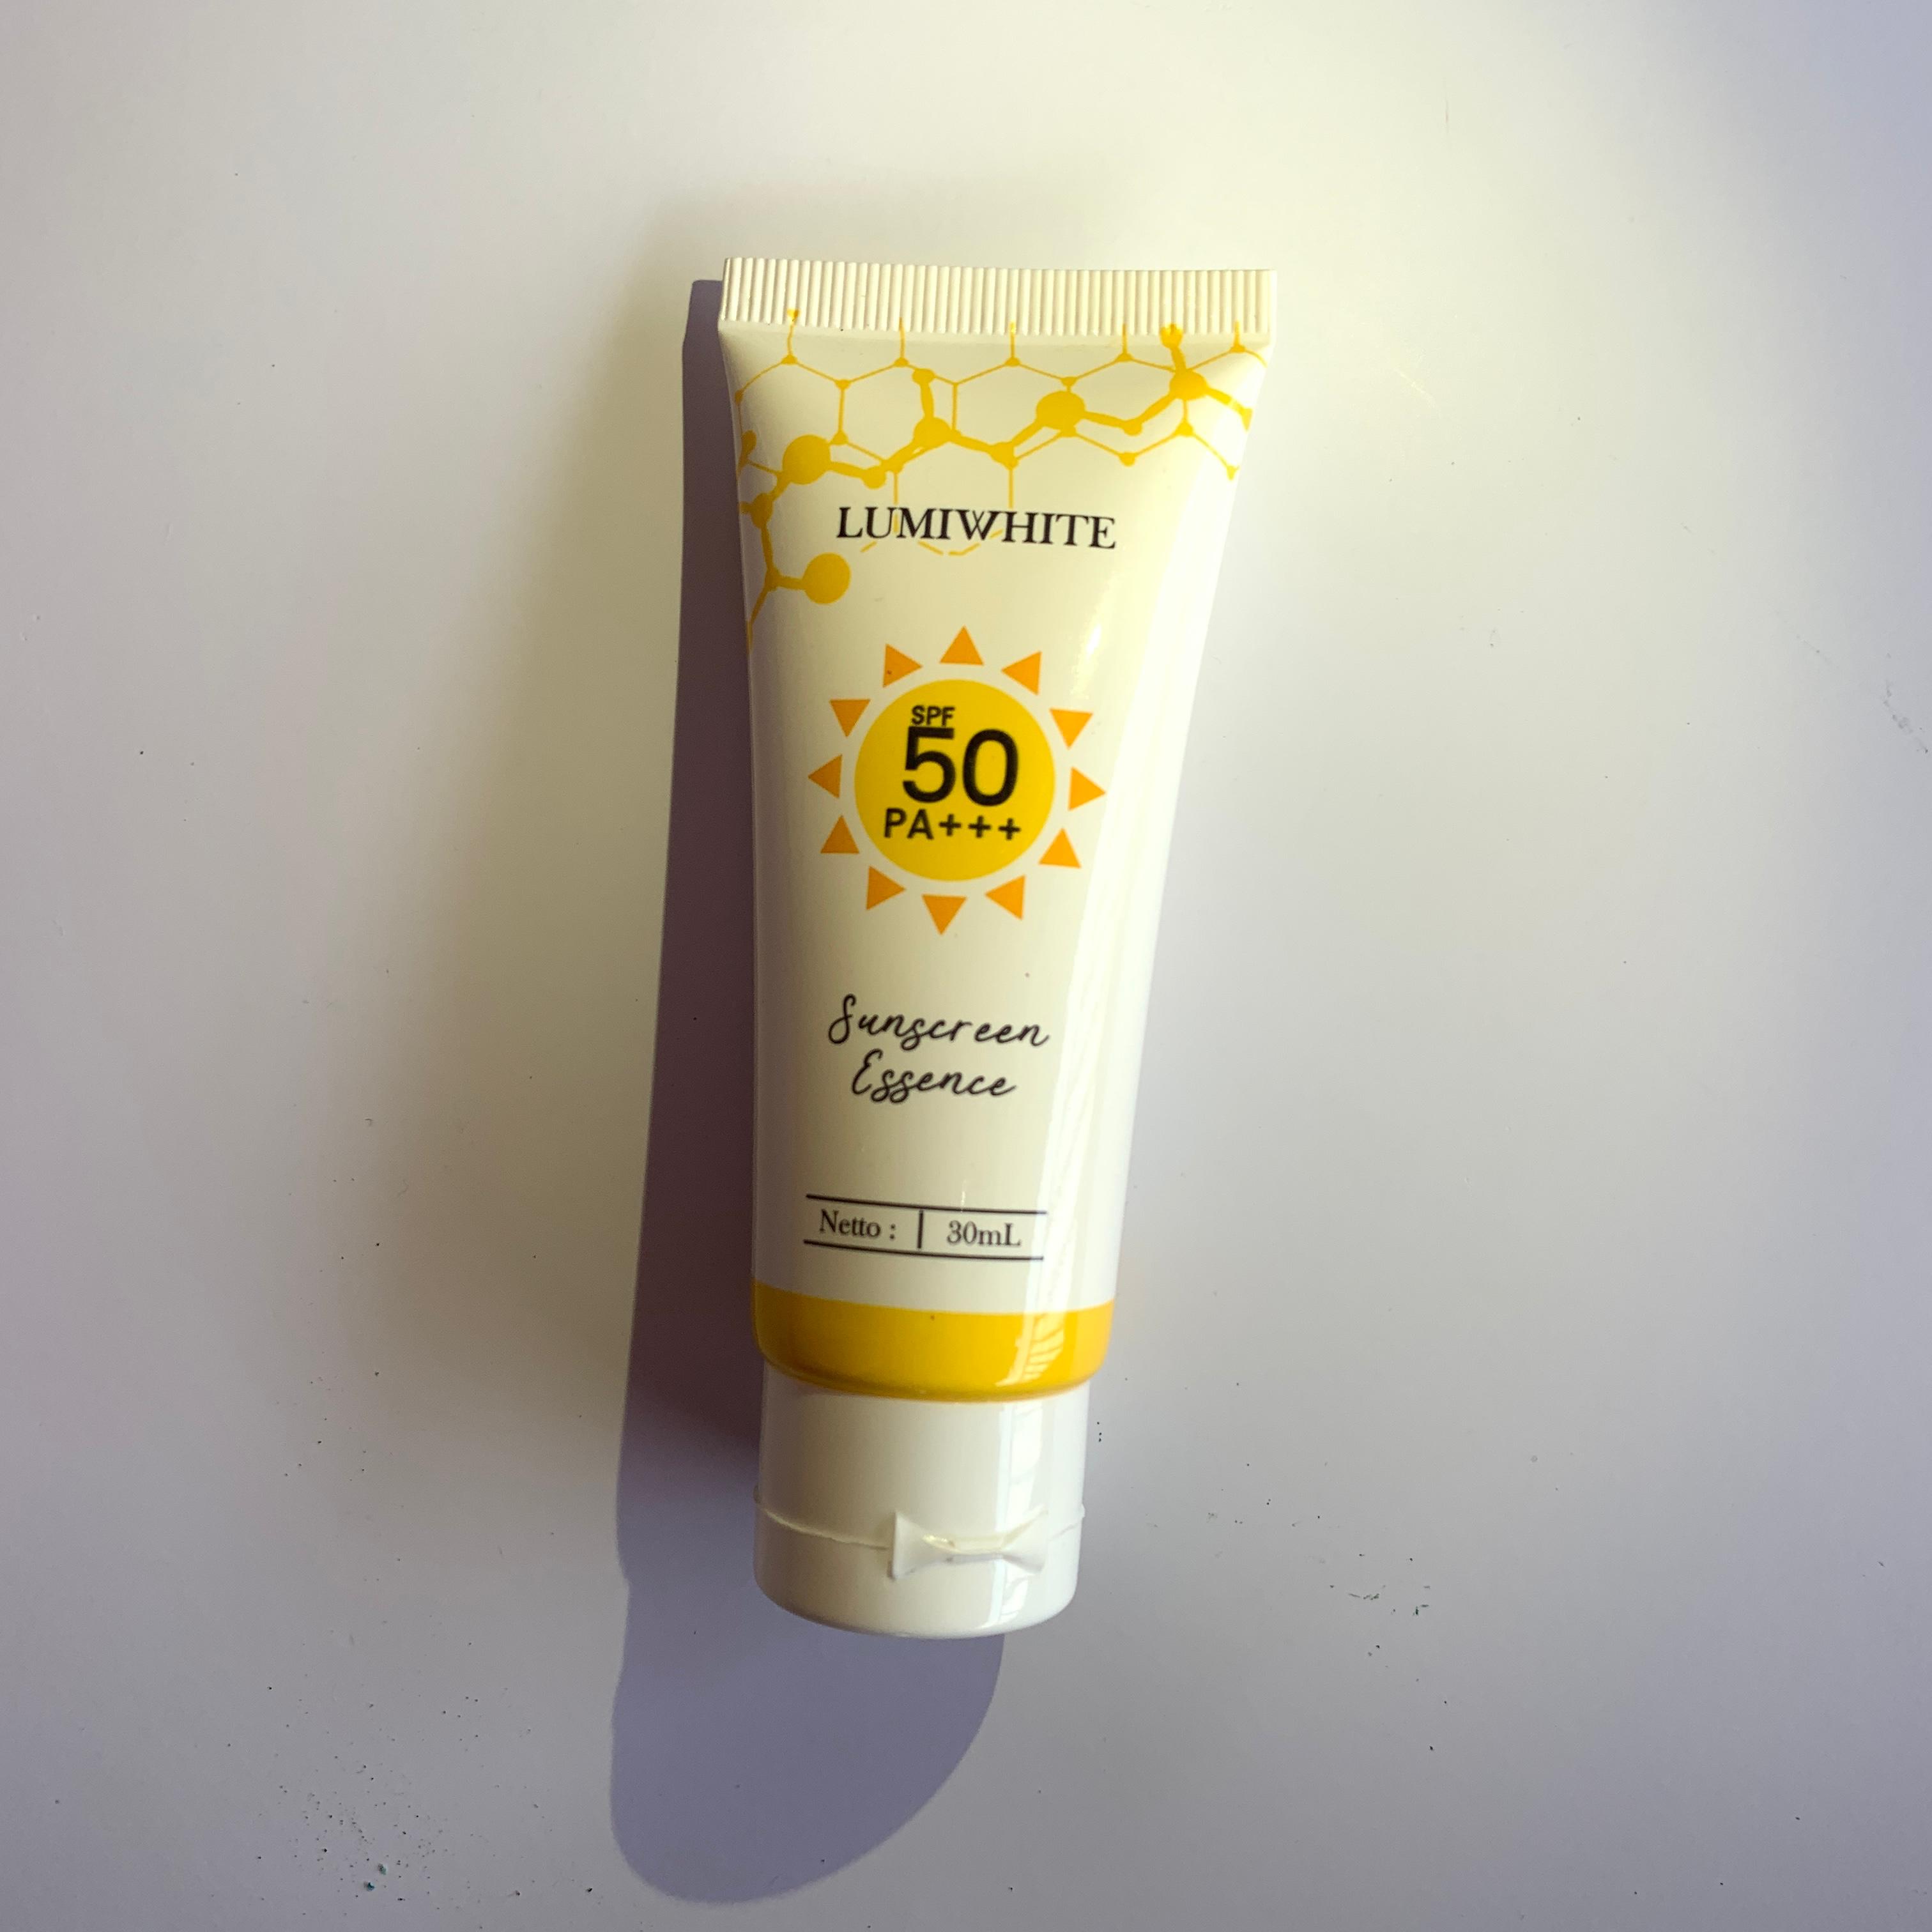 LUMIWHITE
SPF
50
PA+++
Sunscreen
Essence
Netto : | 30mL